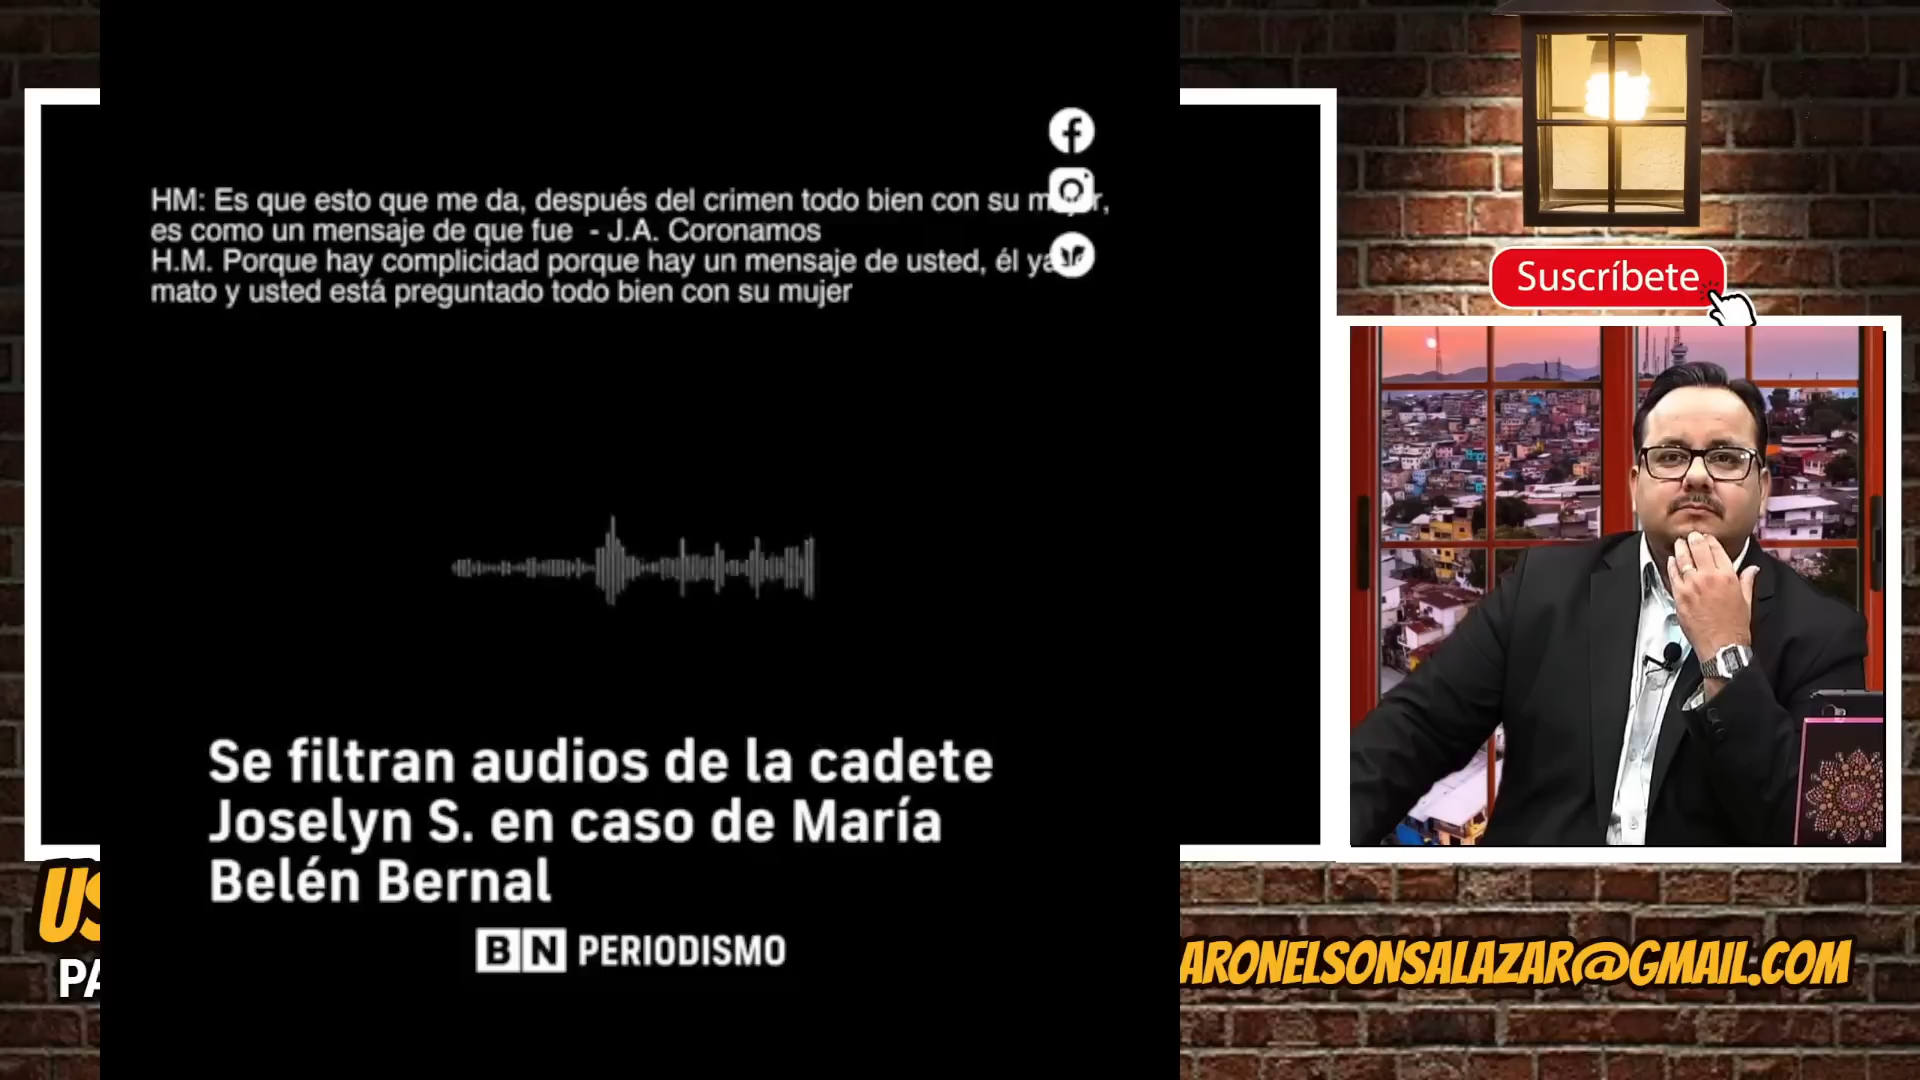 HM: Es que esto que me da, después del crimen todo bien con su
es como un mensaje de que fue - J.A. Coronamos
H.M. Porque hay complicidad porque hay un mensaje de usted, él
mato y usted está preguntado todo bien con su mujer
Suscríbete
Se filtran audios de la cadete
Joselyn S. en caso de María
Belén Bernal
BN PERIODISMO
ARONELSONSALAZAR@GMAIL.COM